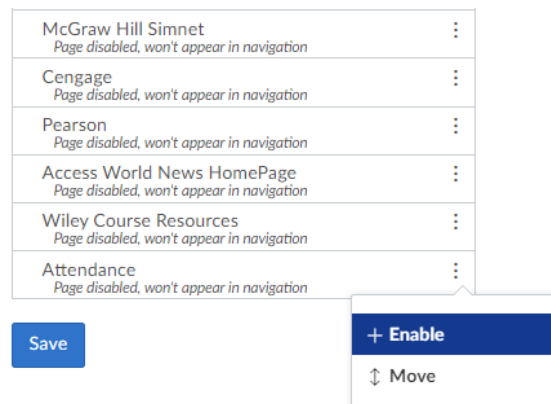 McGraw Hill Simnet
Page disabled, won't appear in navigation
Cengage
Page disabled, won't appear in navigation
Pearson
Page disabled, won't appear in navigation
Access World News HomePage
Page disabled, won't appear in navigation
Wiley Course Resources
Page disabled, won't appear in navigation
Attendance
Page disabled, won't appear in navigation
Save
Enable
Move